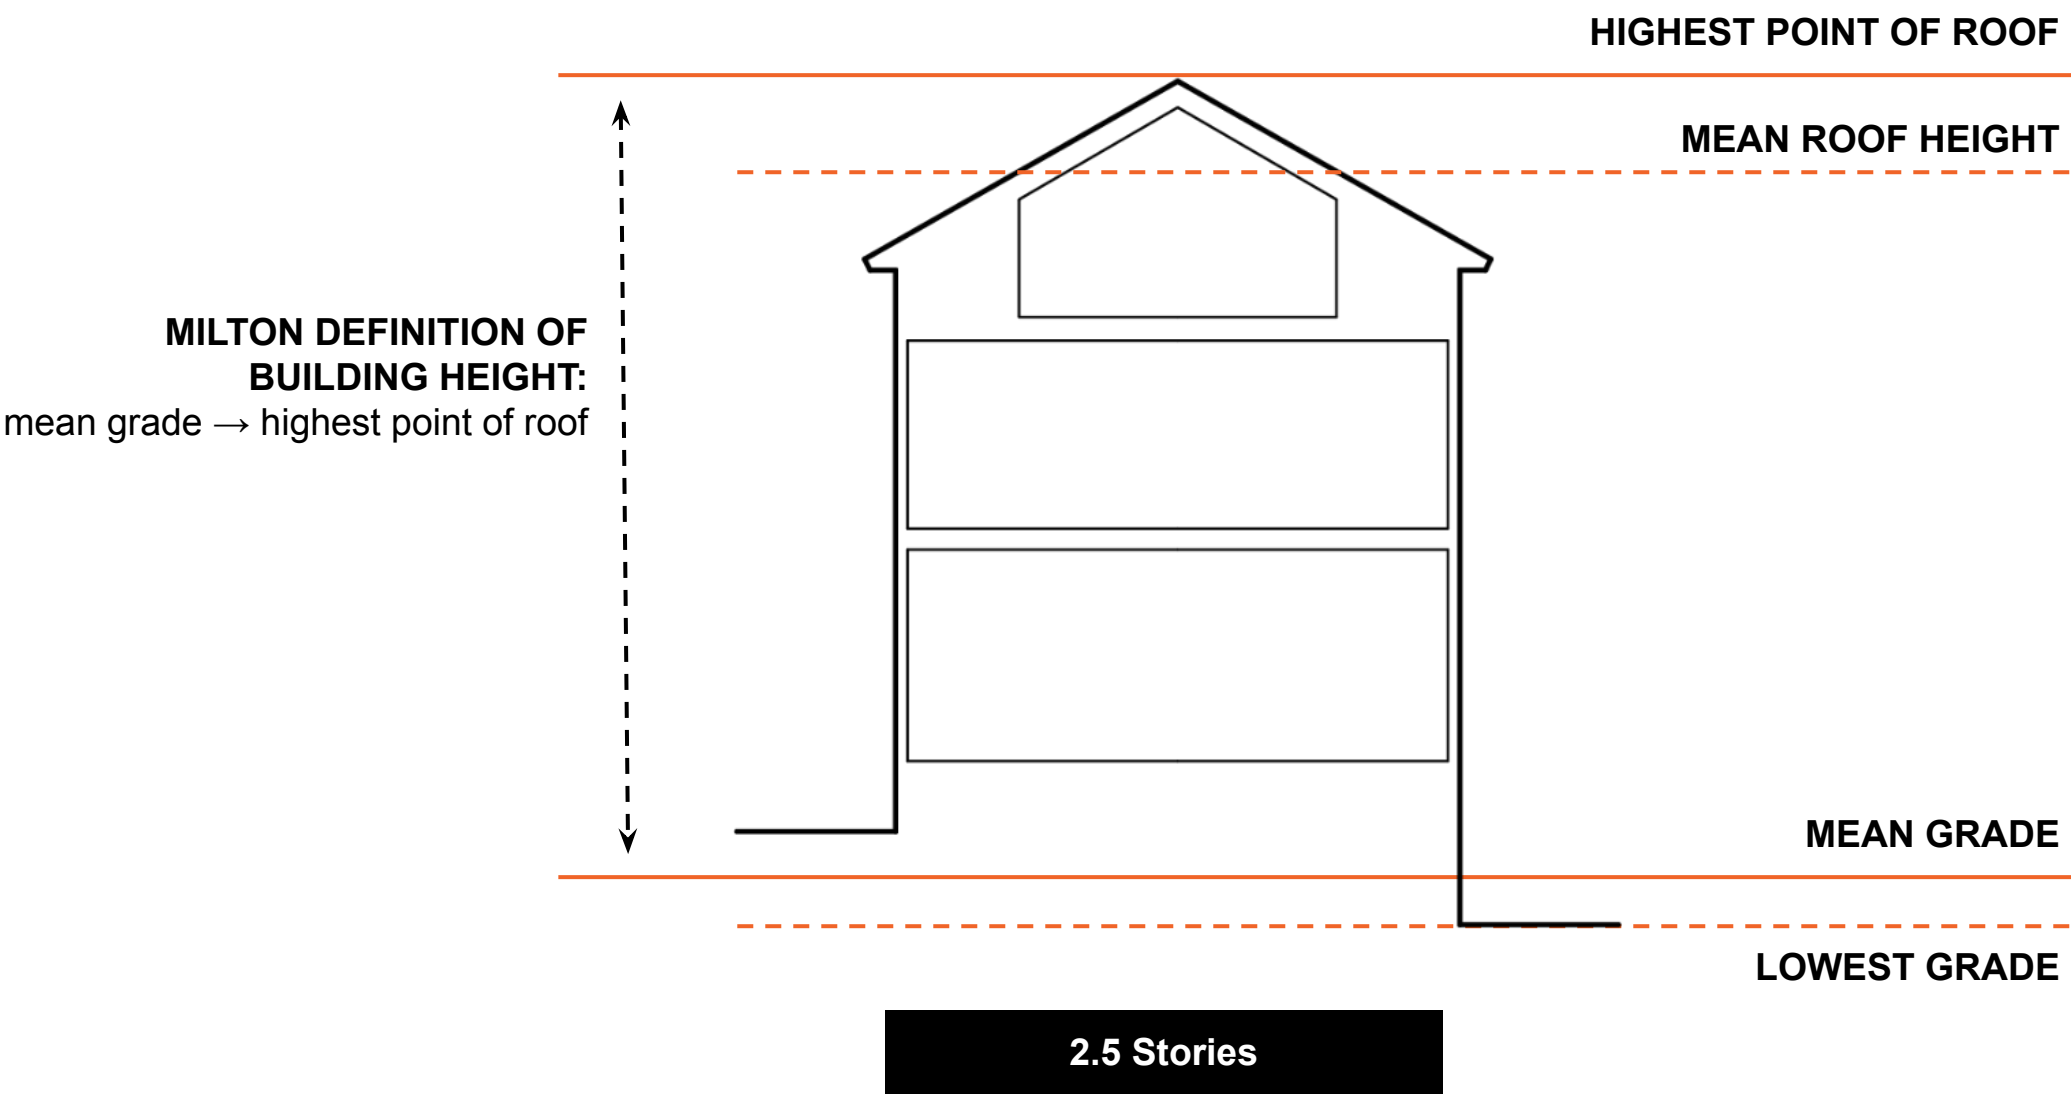 HIGHEST POINT OF ROOF
MEAN ROOF HEIGHT
MILTON DEFINITION OF
BUILDING HEIGHT:
mean grade → highest point of roof
MEAN GRADE
LOWEST GRADE
2.5 Stories